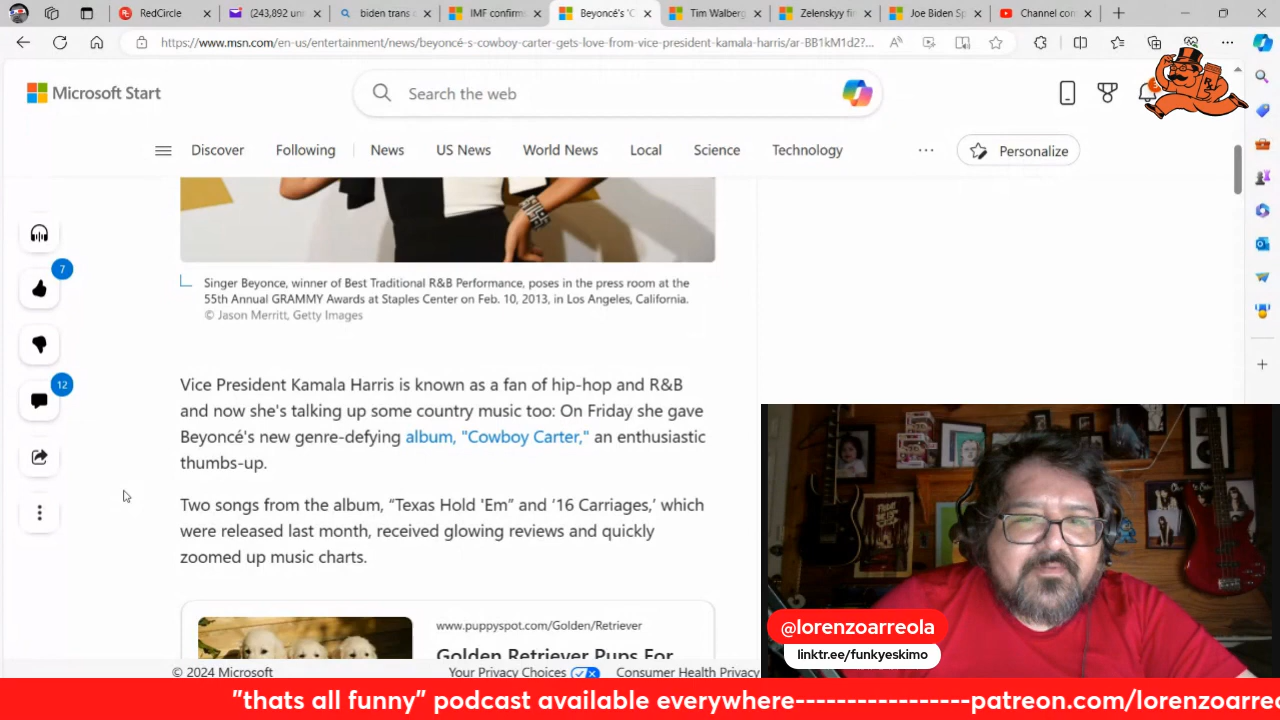 RedCircle
(243,892 unr
biden trans
IMF confirms
Beyoncé's 'C
Tim Walberg
Zelenskyy fi
Joe Biden Sp
Channel con
https://www.msn.com/en-us/entertainment/news/beyoncé-s-cowboy-carter-gets-love-from-vice-president-kamala-harris/ar-BB1kM1d2?...
Microsoft Start
Search the web
Discover
Following
News
US News
World News
Local
Science
Technology
Personalize
7
12
Singer Beyonce, winner of Best Traditional R&B Performance, poses in the press room at the
55th Annual GRAMMY Awards at Staples Center on Feb. 10, 2013, in Los Angeles, California.
© Jason Merritt, Getty Images
Vice President Kamala Harris is known as a fan of hip-hop and R&B
and now she's talking up some country music too: On Friday she gave
Beyoncé's new genre-defying album, "Cowboy Carter," an enthusiastic
thumbs-up.
Two songs from the album, “Texas Hold 'Em” and ’16 Carriages,’ which
were released last month, received glowing reviews and quickly
zoomed up music charts.
www.puppyspot.com/Golden/Retriever
Golden Retriever Pups For
© 2024 Microsoft
Your Privacy Choices
Consumer Health Privacy
@lorenzoarreola
linktr.ee/funkyeskimo
"thats all funny" podcast available everywhere-----------------patreon.com/lorenzoarreo